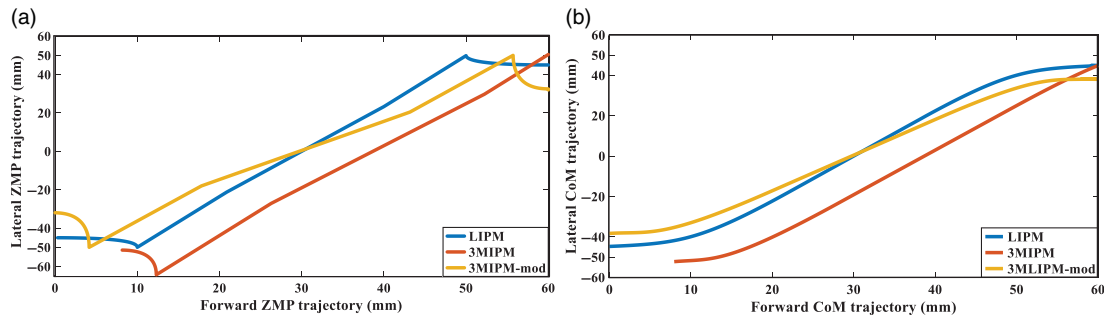 (a)
60
50
40
20
0
−20
−40
−50
−60
Lateral ZMP trajectory (mm)
0
10
20
30
40
50
60
Forward ZMP trajectory (mm)
LIPM
3MIPM
3MIPM-mod
(b)
60
50
40
20
0
−20
−40
−50
−60
Lateral CoM trajectory (mm)
0
10
20
30
40
50
60
Forward CoM trajectory (mm)
LIPM
3MIPM
3MLIPM-mod